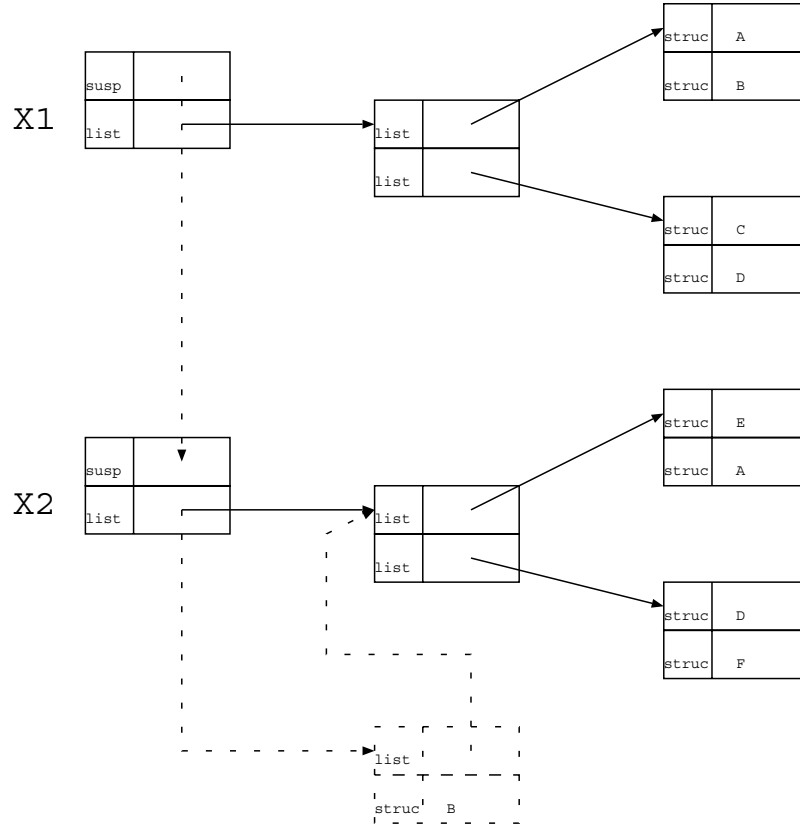 struc A
struc B
susp
X1
list
list
list
struc C
struc D
struc E
struc A
susp
X2
list
list
list
struc D
struc F
list
struc B